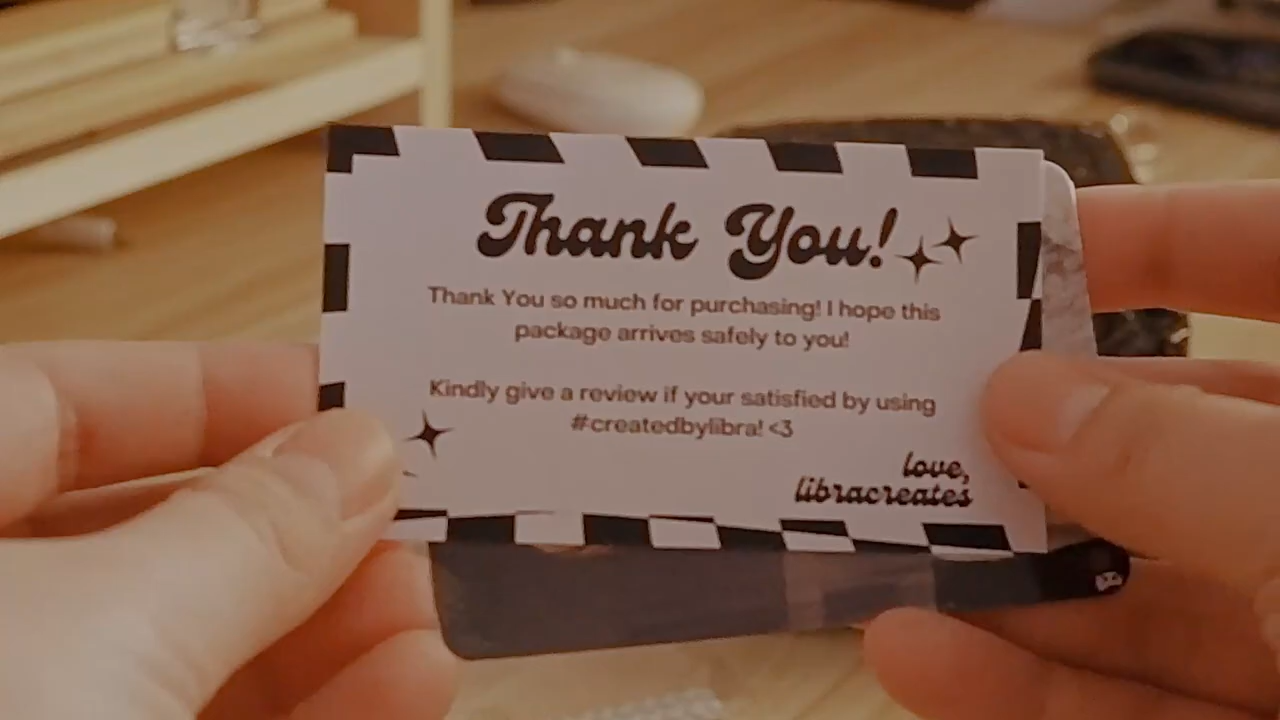 Thank You!
Thank You so much for purchasing! I hope this
package arrives safely to you!
Kindly give a review if your satisfied by using
#createdbylibra! <3
love,
libracreates